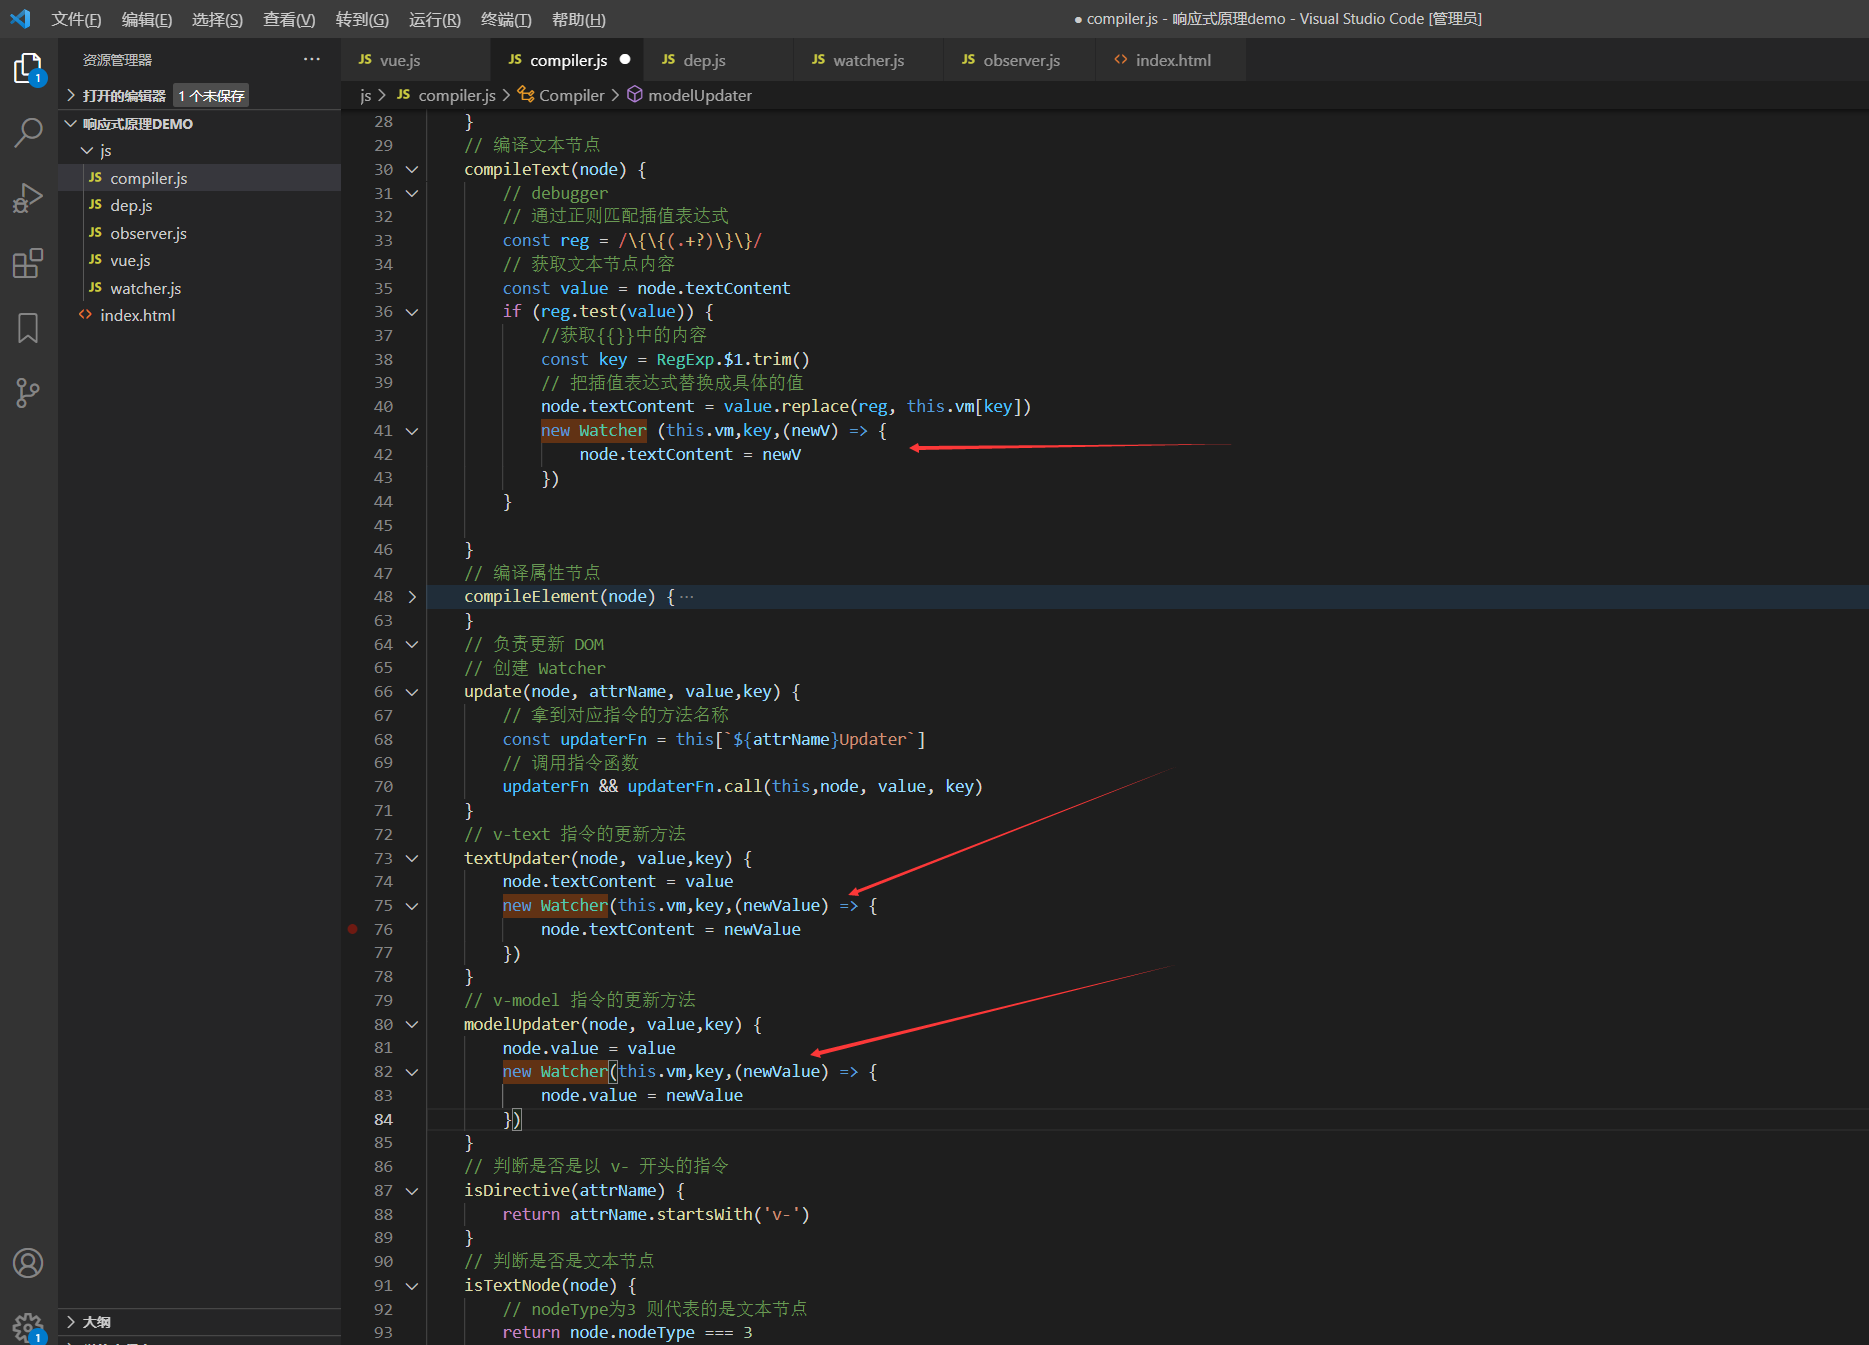 文件(F) 编辑(E) 选择(S) 查看(V) 转到(G) 运行(R) 终端(T) 帮助(H) ● compiler.js - 响应式原理demo - Visual Studio Code [管理员]
资源管理器 ···
JS vue.js JS compiler.js ● JS dep.js JS watcher.js JS observer.js <> index.html
1
打开的编辑器 1 个未保存
js > JS compiler.js > Compiler > modelUpdater
响应式原理DEMO
js
JS compiler.js
JS dep.js
JS observer.js
JS vue.js
JS watcher.js
<> index.html
28 }
29 // 编译文本节点
30 compileText(node) {
31 // debugger
32 // 通过正则匹配插值表达式
33 const reg = /\{\{(.+?)\}\}/
34 // 获取文本节点内容
35 const value = node.textContent
36 if (reg.test(value)) {
37 //获取{{}}中的内容
38 const key = RegExp.$1.trim()
39 // 把插值表达式替换成具体的值
40 node.textContent = value.replace(reg, this.vm[key])
41 new Watcher (this.vm,key,(newV) => {
42 node.textContent = newV
43 })
44 }
45
46 }
47 // 编译属性节点
48 compileElement(node) {···
63 }
64 // 负责更新 DOM
65 // 创建 Watcher
66 update(node, attrName, value,key) {
67 // 拿到对应指令的方法名称
68 const updaterFn = this[`${attrName}Updater`]
69 // 调用指令函数
70 updaterFn && updaterFn.call(this,node, value, key)
71 }
72 // v-text 指令的更新方法
73 textUpdater(node, value,key) {
74 node.textContent = value
75 new Watcher(this.vm,key,(newValue) => {
76 node.textContent = newValue
77 })
78 }
79 // v-model 指令的更新方法
80 modelUpdater(node, value,key) {
81 node.value = value
82 new Watcher(this.vm,key,(newValue) => {
83 node.value = newValue
84 })
85 }
86 // 判断是否是以 v- 开头的指令
87 isDirective(attrName) {
88 return attrName.startsWith('v-')
89 }
90 // 判断是否是文本节点
91 isTextNode(node) {
92 // nodeType为3 则代表的是文本节点
93 return node.nodeType === 3
大纲
1